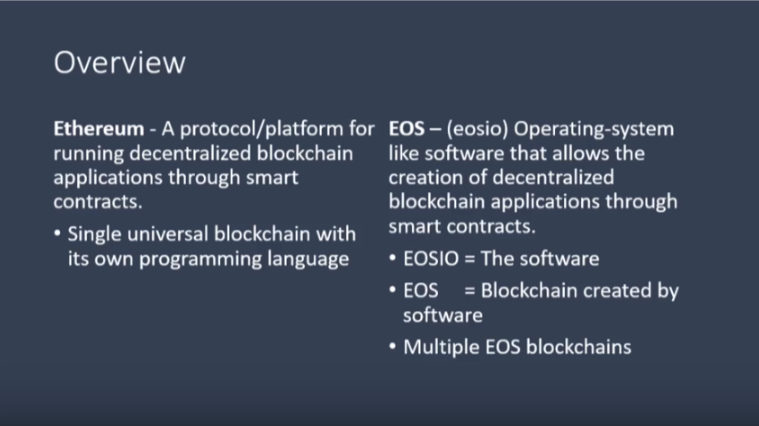 Overview
Ethereum - A protocol/platform for
running decentralized blockchain
applications through smart
contracts.
• Single universal blockchain with
its own programming language
EOS – (eosio) Operating-system
like software that allows the
creation of decentralized
blockchain applications through
smart contracts.
• EOSIO = The software
• EOS = Blockchain created by
software
• Multiple EOS blockchains